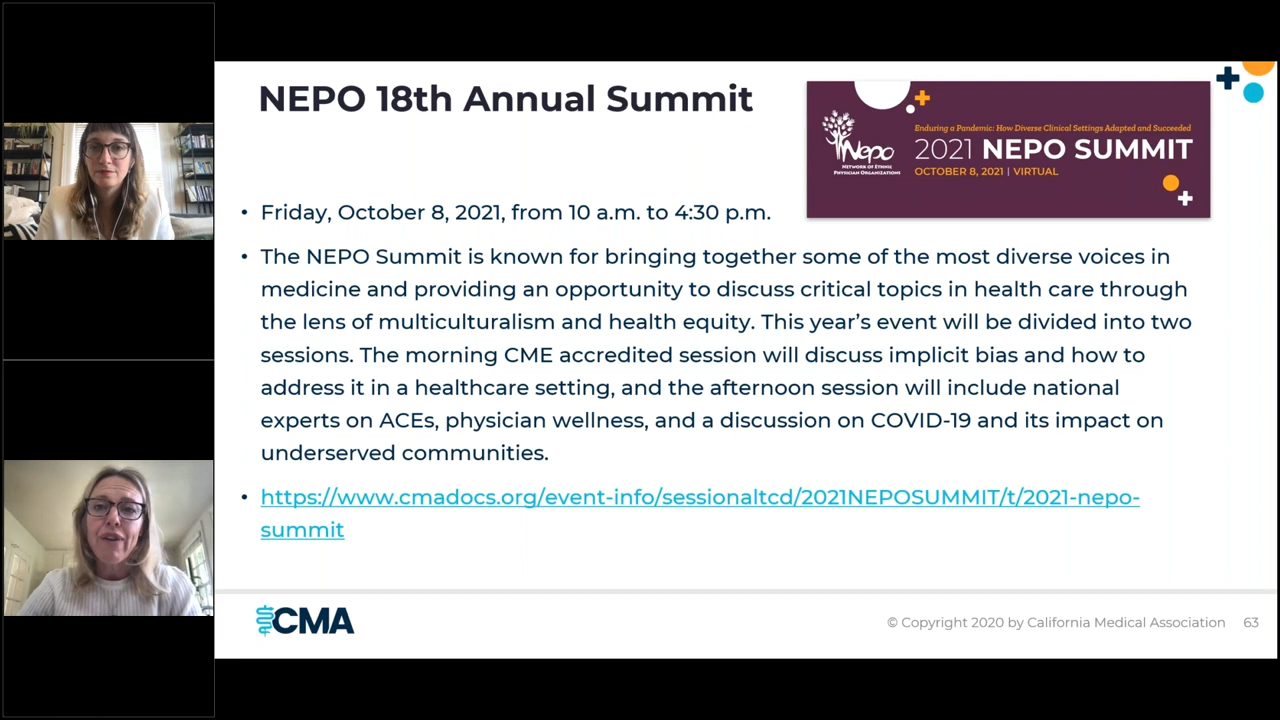 NEPO 18th Annual Summit
Enduring a Pandemic: How Diverse Clinical Settings Adapted and Succeeded
2021 NEPO SUMMIT
OCTOBER 8, 2021 | VIRTUAL
Nepo
NETWORK OF ETHNIC
PHYSICIAN ORGANIZATIONS
• Friday, October 8, 2021, from 10 a.m. to 4:30 p.m.
• The NEPO Summit is known for bringing together some of the most diverse voices in
medicine and providing an opportunity to discuss critical topics in health care through
the lens of multiculturalism and health equity. This year’s event will be divided into two
sessions. The morning CME accredited session will discuss implicit bias and how to
address it in a healthcare setting, and the afternoon session will include national
experts on ACEs, physician wellness, and a discussion on COVID-19 and its impact on
underserved communities.
• https://www.cmadocs.org/event-info/sessionaltcd/2021NEPOSUMMIT/t/2021-nepo-
summit
CMA
© Copyright 2020 by California Medical Association 63